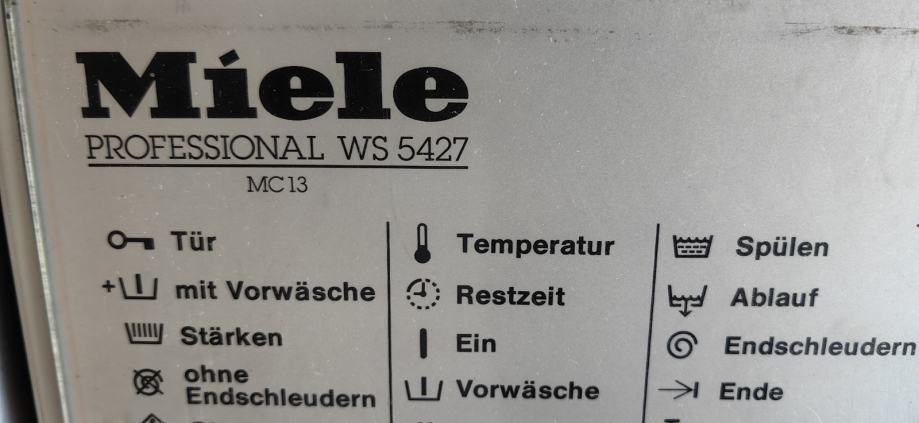 Miele
PROFESSIONAL WS 5427
MC13
Tür
+ mit Vorwäsche
Stärken
ohne
Endschleudern
Temperatur
Restzeit
Ein
Vorwäsche
Spülen
Ablauf
Endschleudern
Ende